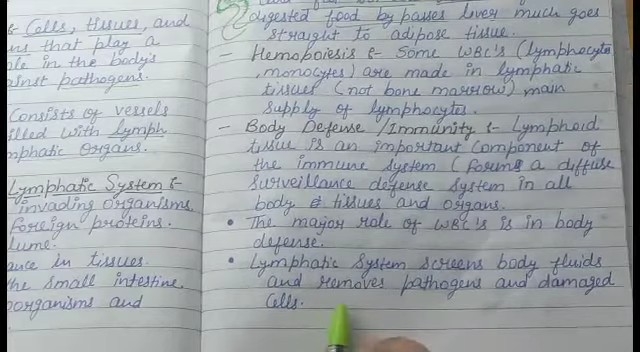 & Cells, tissues, and
that play a
in the body's
against pathogens.
Consists of vessels
filled with lymph
lymphatic Organs.
Lymphatic System &-
invading organisms
foreign proteins.
in tissues.
the small intestine.
organisms and
digested food by passes liver much goes
straight to adipose tissue.
- Hemopoiesis &- Some WBC's (lymphocyte
, monocytes) are made in lymphatic
tissues (not bone marrow) main
supply of lymphocytes.
- Body Defense / Immunity &- Lymphoid
tissue is an important component of
the immune system (forms a diffuse
surveillance defense system in all
body tissues and organs.
• The major role of WBC's is in body
defense.
• Lymphatic System screens body fluids
and removes pathogens and damaged
cells.